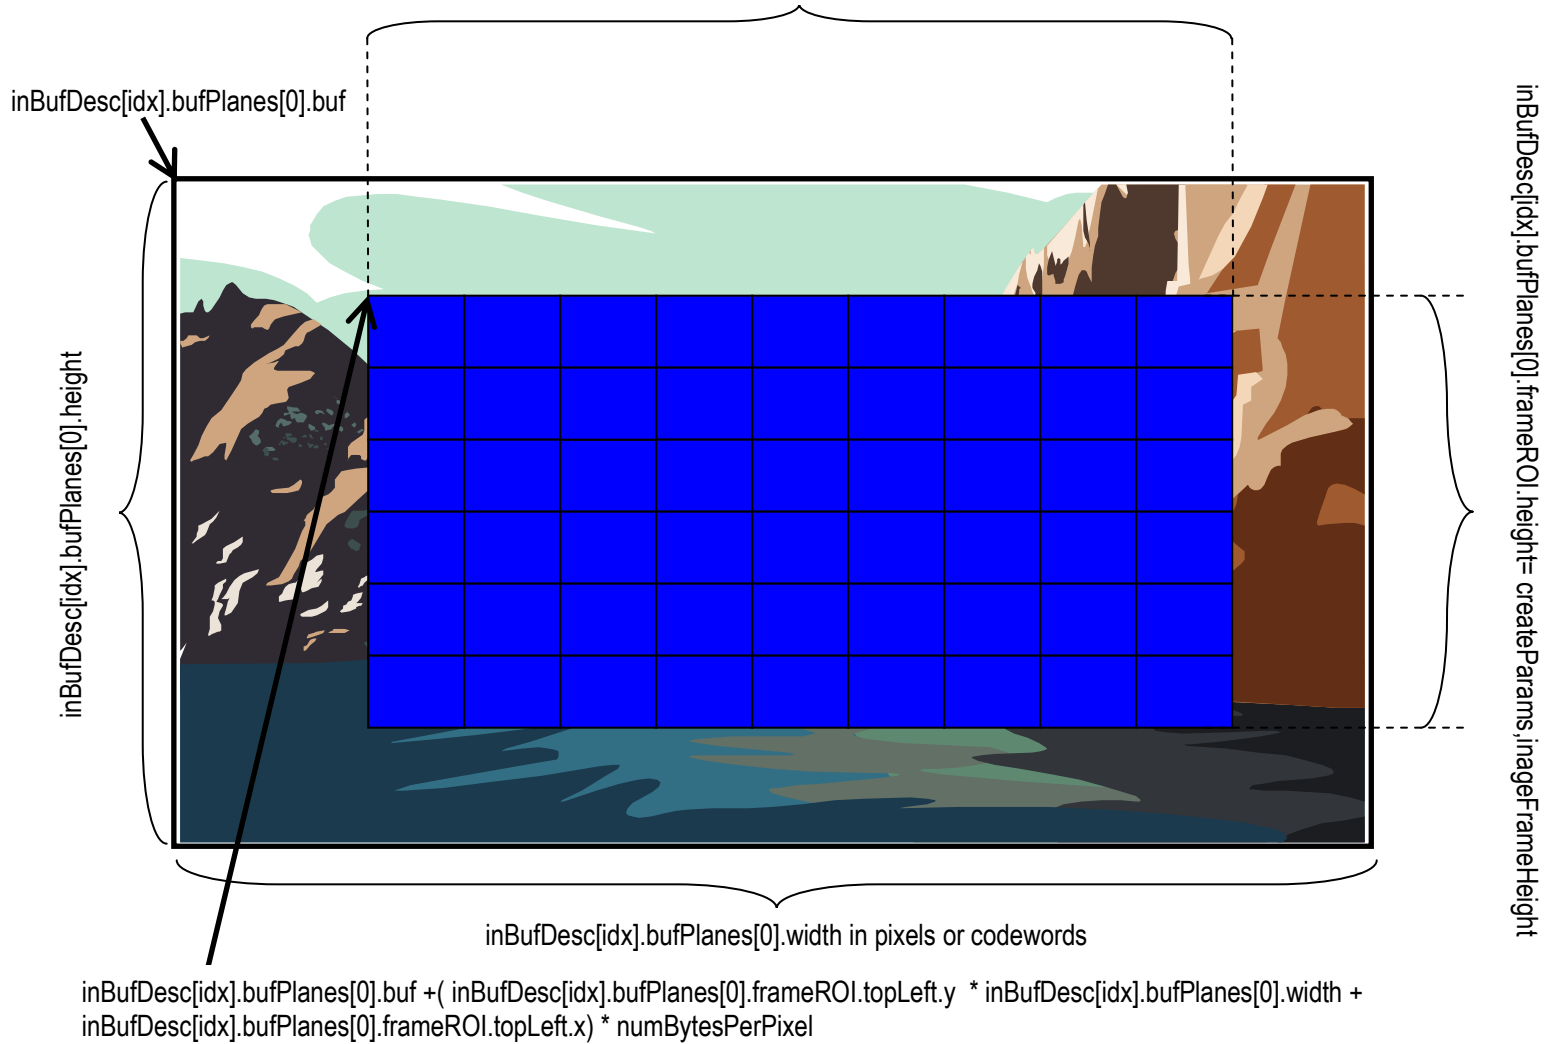 inBufDesc[idx].bufPlanes[0].buf
inBufDesc[idx].bufPlanes[0].height
inBufDesc[idx].bufPlanes[0].frameROI.height= createParams,imageFrameHeight
inBufDesc[idx].bufPlanes[0].width in pixels or codewords
inBufDesc[idx].bufPlanes[0].buf +( inBufDesc[idx].bufPlanes[0].frameROI.topLeft.y * inBufDesc[idx].bufPlanes[0].width +
inBufDesc[idx].bufPlanes[0].frameROI.topLeft.x) * numBytesPerPixel